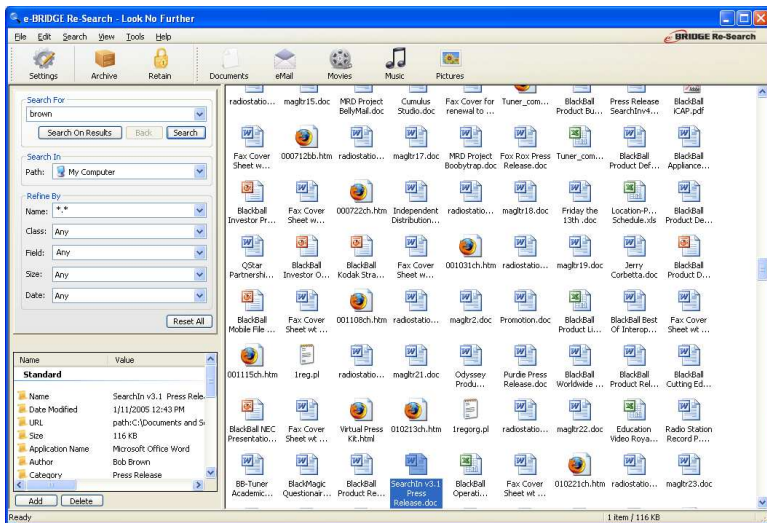 e-BRIDGE Re-Search - Look No Further
File Edit Search View Tools Help
e-BRIDGE Re-Search
Settings Archive Retain Documents eMail Movies Music Pictures
Search For
brown
Search On Results Back Search
Search In
Path: My Computer
Refine By
Name: *.*
Class: Any
Field: Any
Size: Any
Date: Any
Reset All
Name Value
Standard
Name SearchIn v3.1 Press Rele
Date Modified 1/11/2005 12:43 PM
URL path:C:\Documents and S
Size 116 KB
Application Name Microsoft Office Word
Author Bob Brown
Category Press Release
Add Delete
radiostatio... magltr15.doc MRD Project Cumulus Fax Cover for Tuner_com... BlackBall Press Release BlackBall
BellyMail.doc Studio.doc renewal to ... Product Bu... SearchInv4... iCAP.pdf
Fax Cover 000712bb.htm radiostatio... magltr17.doc MRD Project Fox Rox Press Tuner_com... BlackBall BlackBall
Sheet w... Boobytrap.doc Release.doc Product Def... Appliance...
Blackball Fax Cover 000722ch.htm Independent radiostatio... magltr18.doc Friday the Location-P... BlackBall
Investor Pr... Sheet w... Distribution... 13th .doc Schedule.xls Product De...
QStar BlackBall BlackBall Fax Cover 001031ch.htm radiostatio... magltr19.doc Jerry BlackBall
Partnershi... Investor O... Kodak Stra... Sheet w... Corbetta.doc Product D...
BlackBall Fax Cover 001108ch.htm radiostatio... magltr2.doc Promotion.doc BlackBall BlackBall Best Fax Cover
Mobile File ... Sheet wt ... Product Li... Of Interop... Sheet wt ...
001115ch.htm 1reg.pl radiostatio... magltr21.doc Odyssey Purdie Press BlackBall BlackBall BlackBall
Produ... Release.doc Worldwide ... Product Rel... Cutting Ed...
BlackBall NEC Fax Cover Virtual Press 010213ch.htm 1regorg.pl radiostatio... magltr22.doc Education Radio Station
Presentatio... Sheet wt ... Kit.html Video Roya... Record P....
BB-Tuner BlackMagic BlackBall SearchIn v3.1 BlackBall Fax Cover 010221ch.htm radiostatio... magltr23.doc
Academic... Questionair... Product Re... Press Operati... Sheet wt ...
Release.doc
Ready 1 item / 116 KB